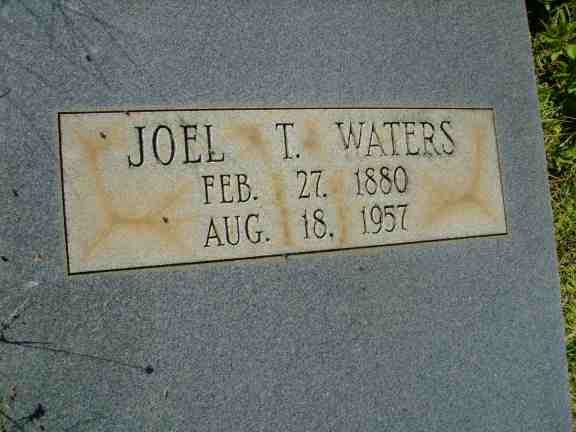 JOEL T. WATERS
FEB. 27. 1880
AUG. 18. 1957